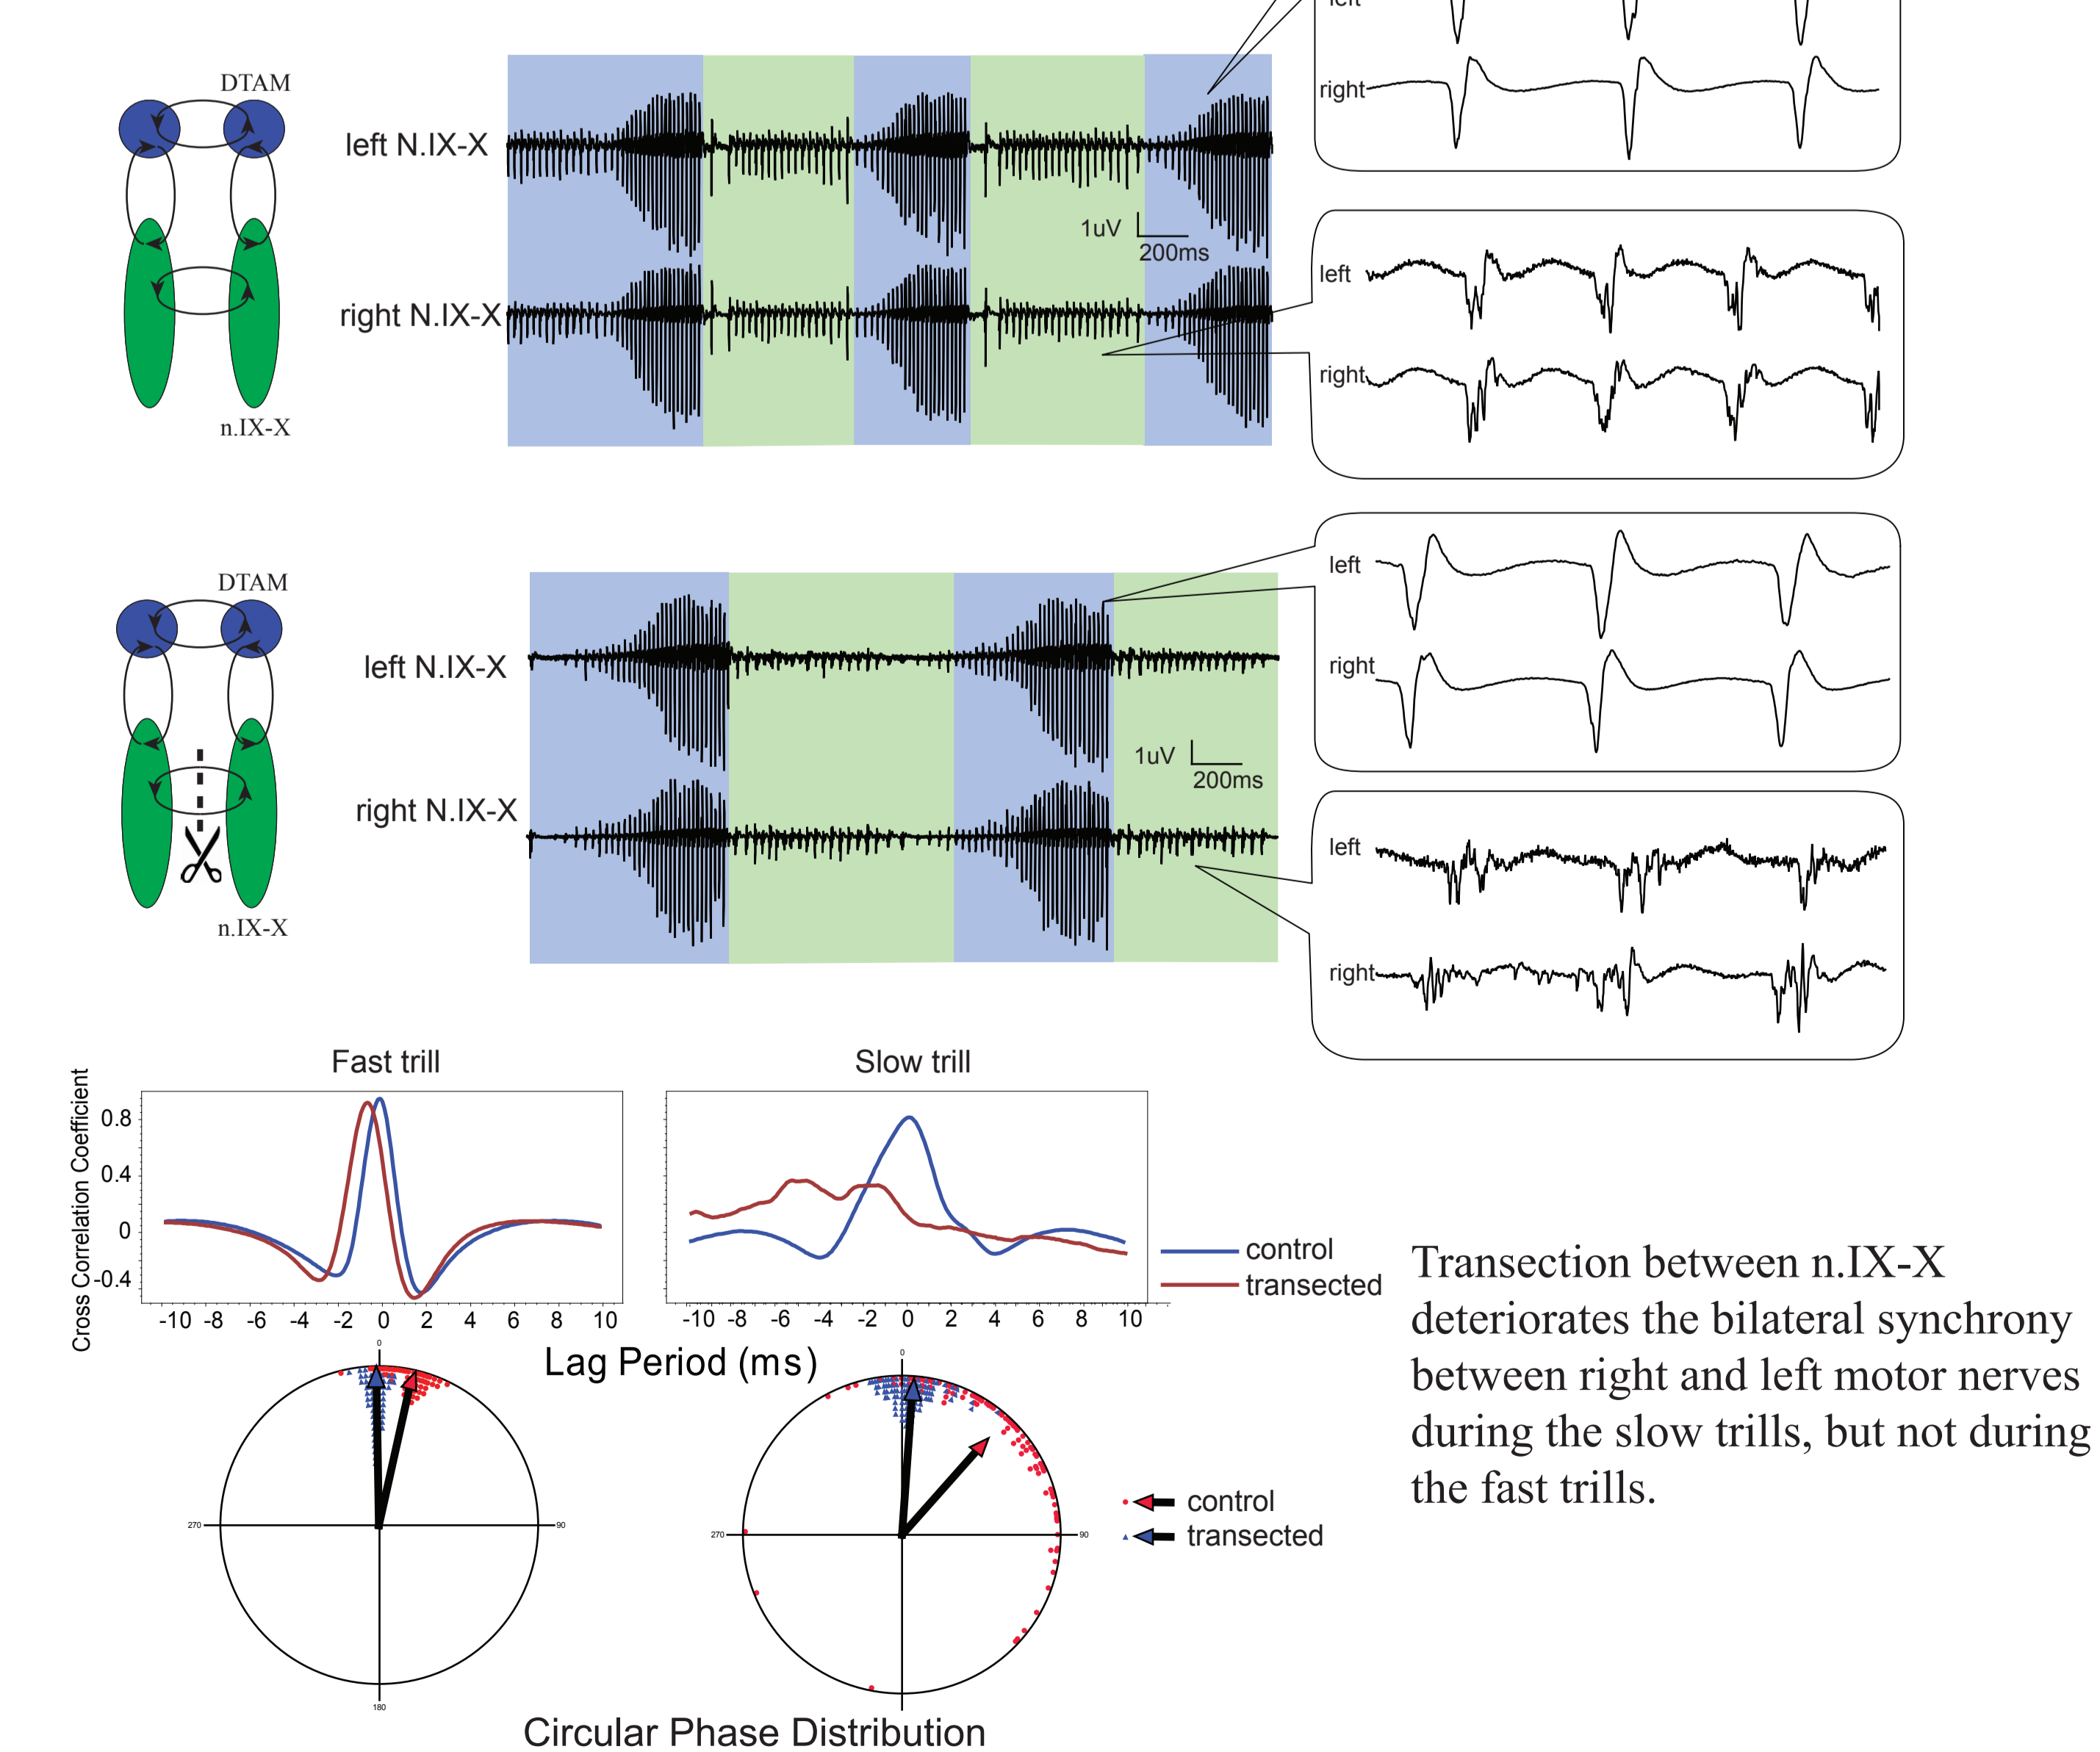 left
right
DTAM
left N.IX-X
right N.IX-X
1uV
200ms
n.IX-X
left
right
DTAM
left N.IX-X
right N.IX-X
1uV
200ms
n.IX-X
left
right
left
right
Fast trill
Slow trill
Cross Correlation Coefficient
0.8
0.4
0
-0.4
-10 -8 -6 -4 -2 0 2 4 6 8 10
-10 -8 -6 -4 -2 0 2 4 6 8 10
control
transected
Lag Period (ms)
0
270
90
180
0
270
90
control
transected
Circular Phase Distribution
Transection between n.IX-X
deteriorates the bilateral synchrony
between right and left motor nerves
during the slow trills, but not during
the fast trills.